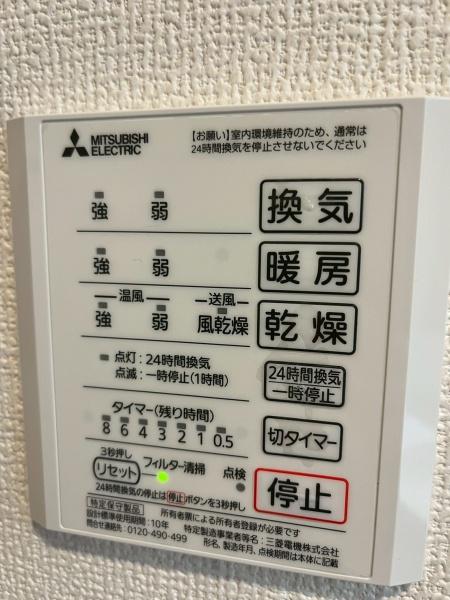 MITSUBISHI
ELECTRIC
【お願い】室内環境維持のため、通常は
24時間換気を停止させないでください
強 弱 換気
強 弱 暖房
温風 送風
強 弱 風乾燥 乾燥
点灯:24時間換気
点滅:一時停止(1時間)
24時間換気
一時停止
タイマー(残り時間)
8 6 4 3 2 1 0.5
切タイマー
3秒押し
リセット フィルター清掃 点検
停止
24時間換気の停止は停止ボタンを3秒押し
特定保守製品 所有者票による所有者登録が必要です
設計標準使用期間:10年 特定製造事業者等名:三菱電機株式会社
問合せ連絡先:0120-490-499 形名、製造年月、点検期間は本体に記載